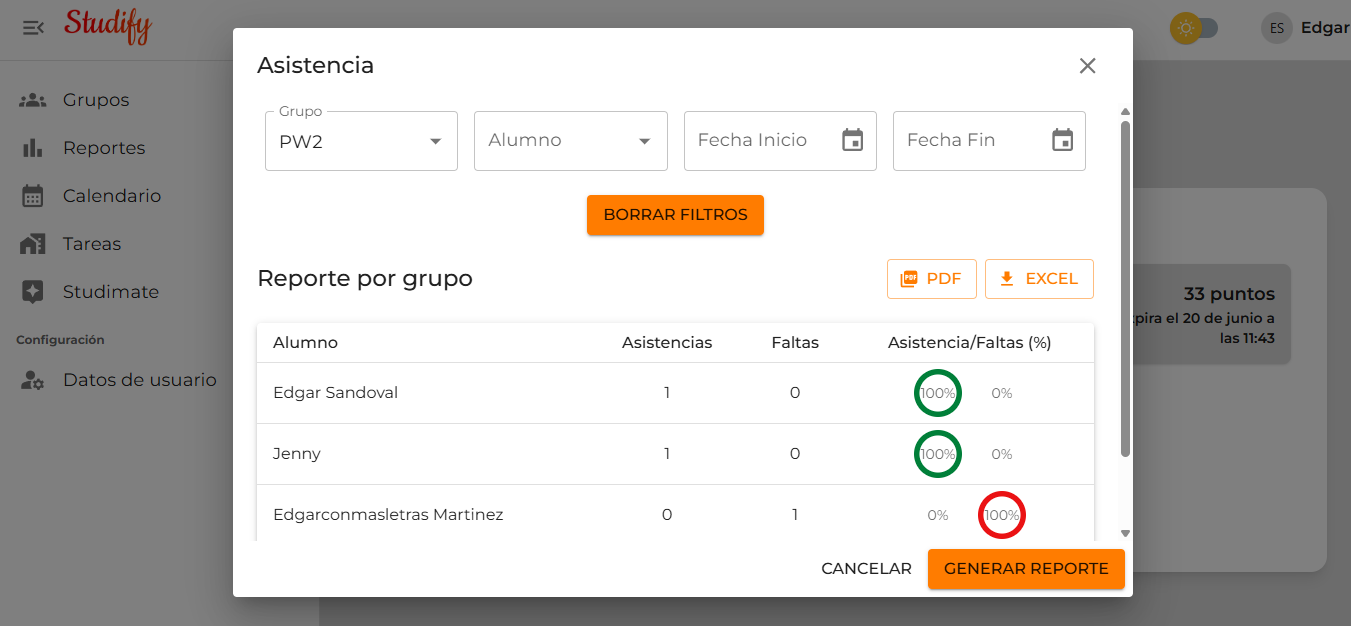 Studify
ES Edgar
Grupos
Reportes
Calendario
Tareas
Studimate
Configuración
Datos de usuario
Asistencia
Grupo
PW2
Alumno
Fecha Inicio
Fecha Fin
BORRAR FILTROS
Reporte por grupo
PDF PDF
EXCEL
Alumno Asistencias Faltas Asistencia/Faltas (%)
Edgar Sandoval 1 0 100% 0%
Jenny 1 0 100% 0%
Edgarconmasletras Martinez 0 1 0% 100%
CANCELAR
GENERAR REPORTE
33 puntos
pira el 20 de junio a
las 11:43